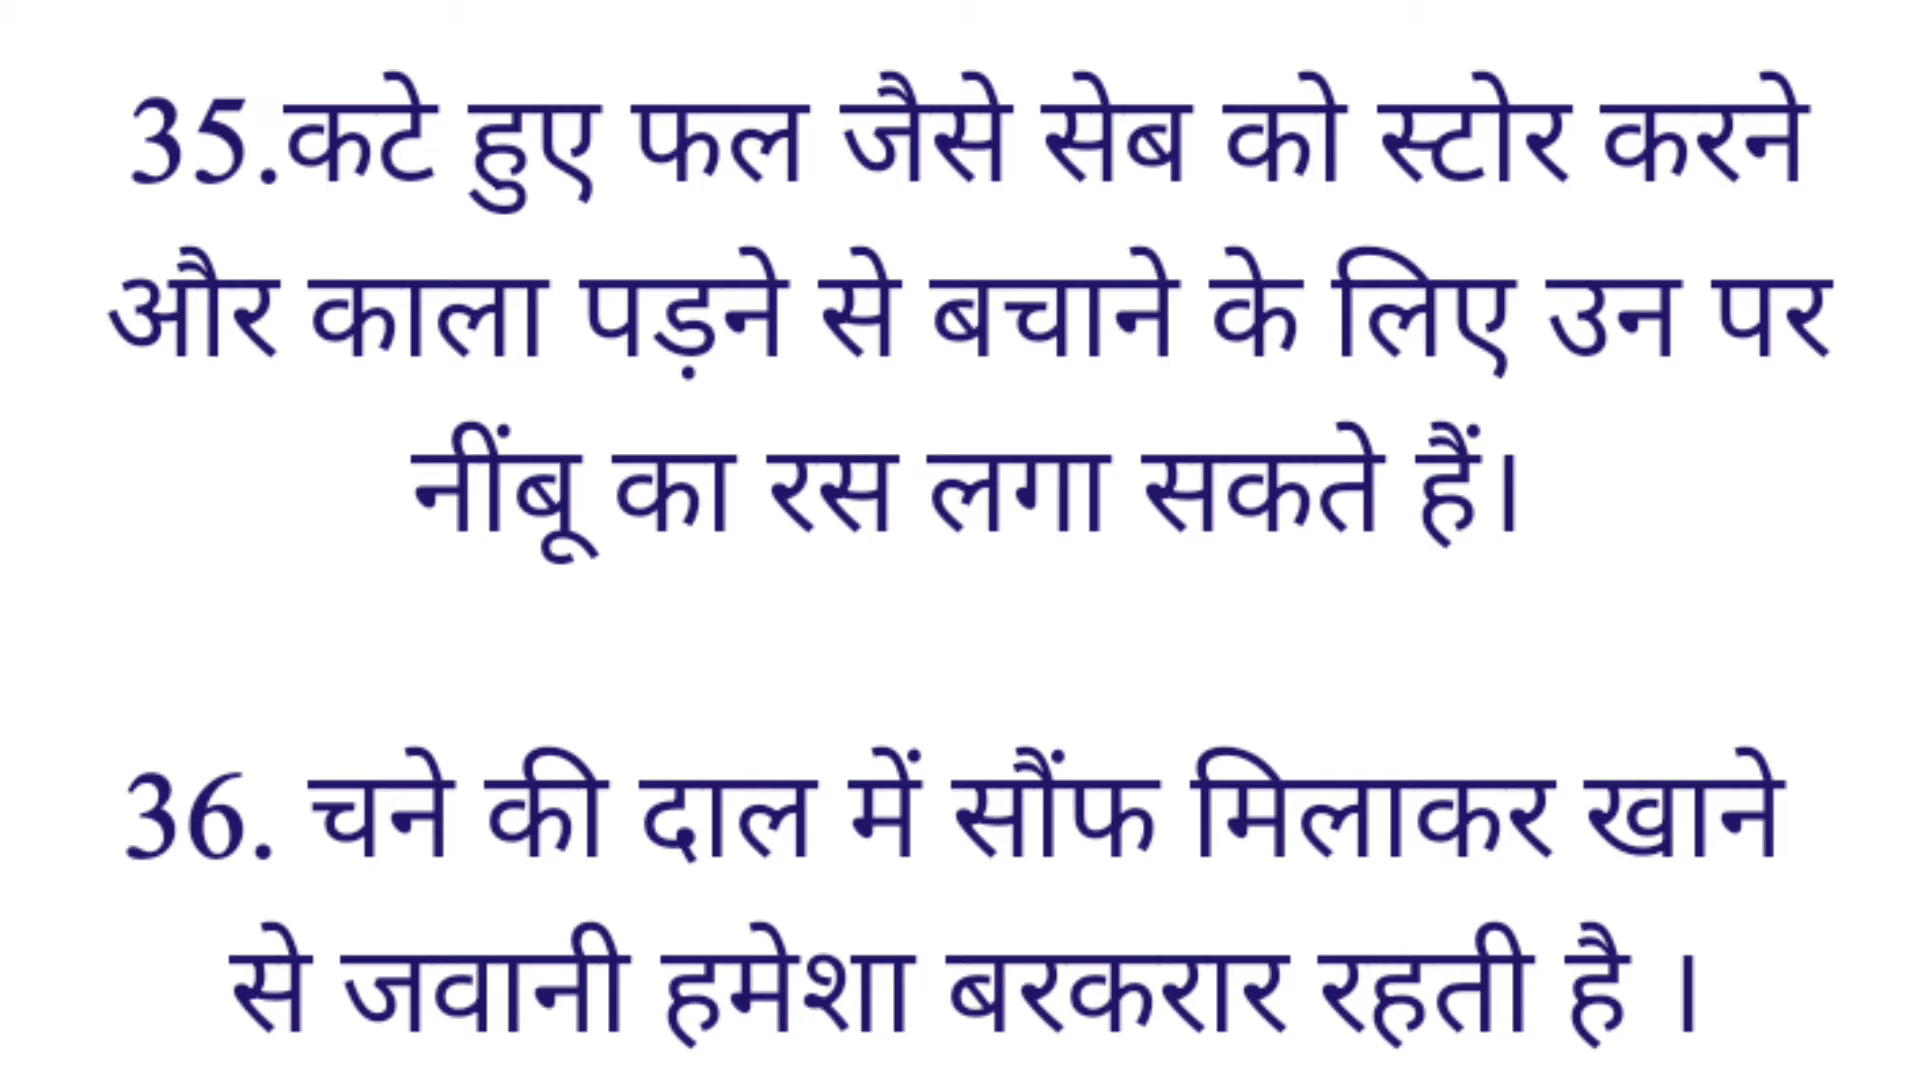 35.कटे हुए फल जैसे सेब को स्टोर करने
और काला पड़ने से बचाने के लिए उन पर
नींबू का रस लगा सकते हैं।
36. चने की दाल में सौंफ मिलाकर खाने
से जवानी हमेशा बरकरार रहती है ।